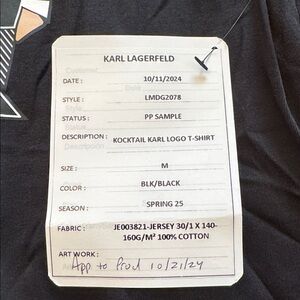 KARL LAGERFELD
DATE : 10/11/2024
STYLE : LMDG2078
STATUS : PP SAMPLE
DESCRIPTION : KOCKTAIL KARL LOGO T-SHIRT
SIZE : M
COLOR : BLK/BLACK
SEASON : SPRING 25
FABRIC : JE003821-JERSEY 30/1 X 140-
160G/M² 100% COTTON
ART WORK :
App to Prod 10/21/24